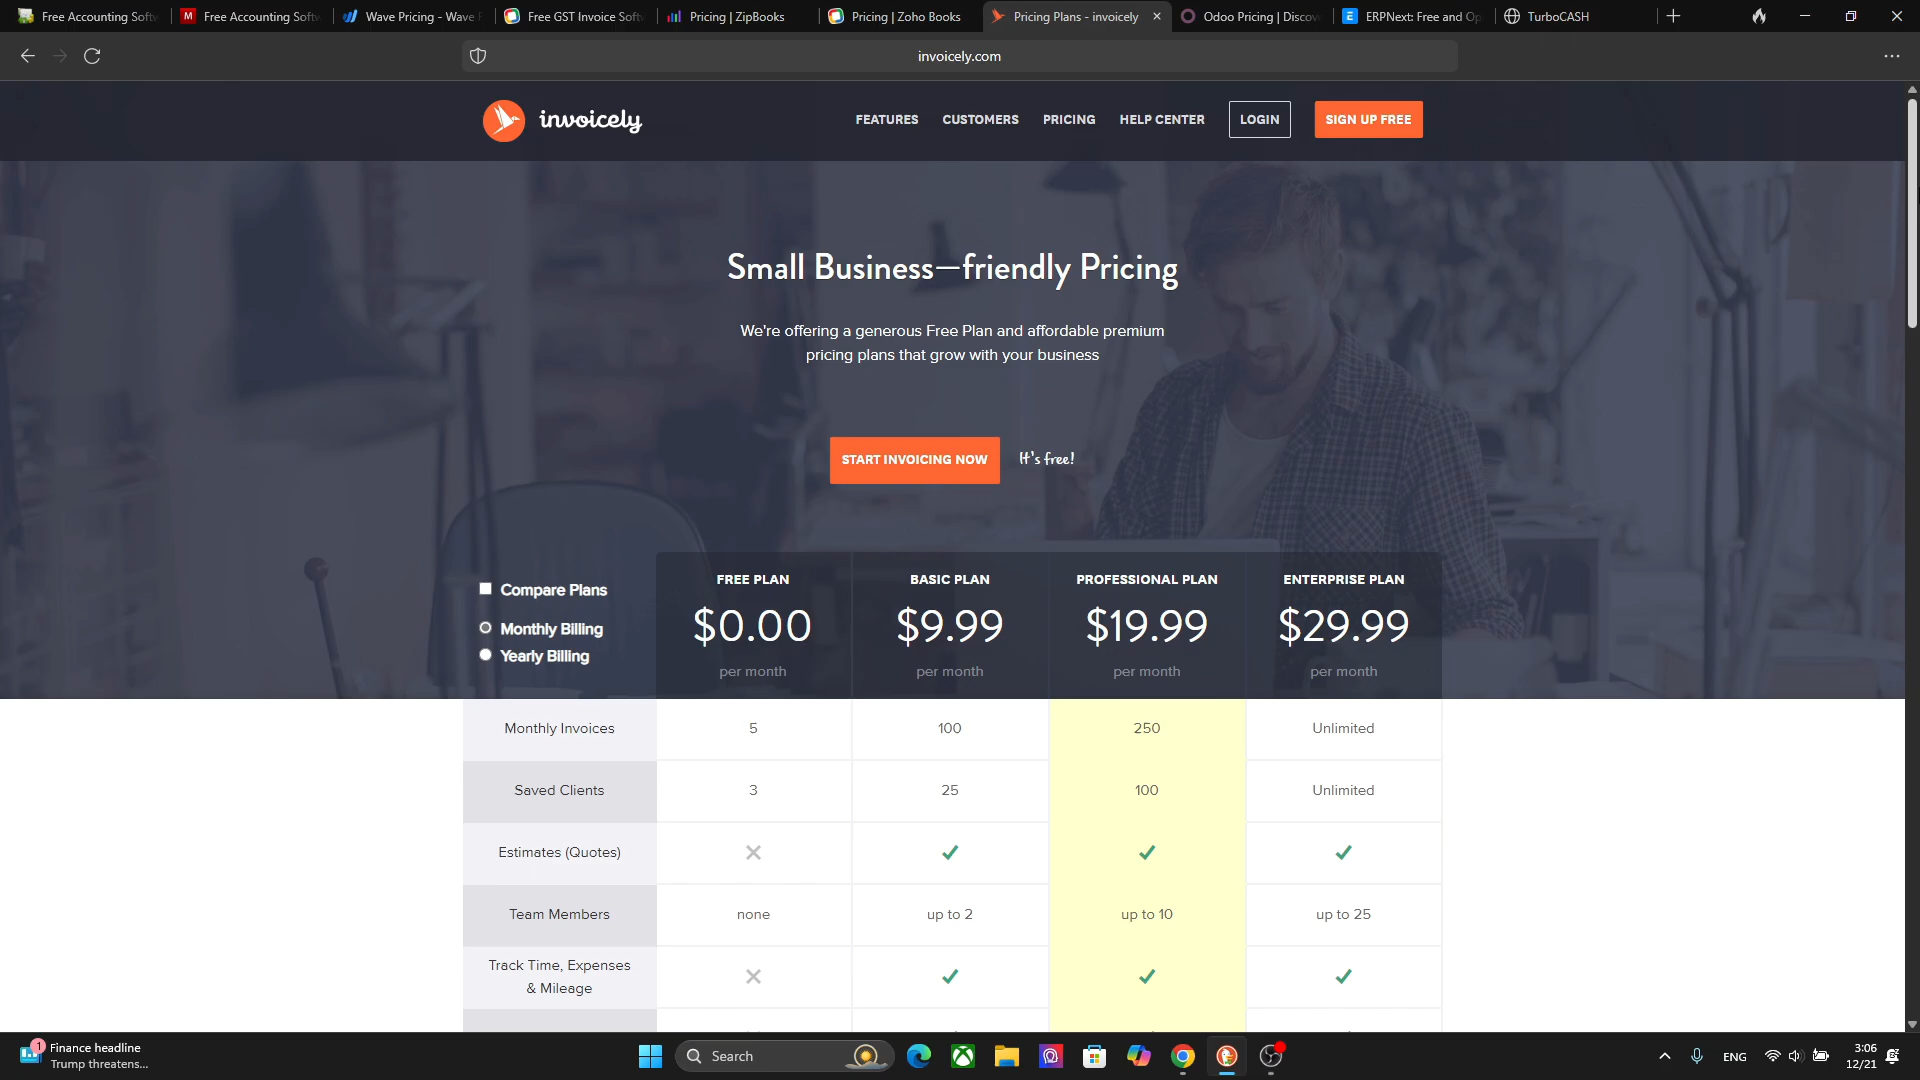 Free Accounting Softw
Free Accounting Softw
Wave Pricing - Wave F
Free GST Invoice Soft
Pricing | ZipBooks
Pricing | Zoho Books
Pricing Plans - invoicely
Odoo Pricing | Discov
ERPNext: Free and Op
TurboCASH
invoicely.com
invoicely
FEATURES
CUSTOMERS
PRICING
HELP CENTER
LOGIN
SIGN UP FREE
Small Business—friendly Pricing
We're offering a generous Free Plan and affordable premium
pricing plans that grow with your business
START INVOICING NOW
It's free!
Compare Plans
Monthly Billing
Yearly Billing
FREE PLAN
$0.00
per month
BASIC PLAN
$9.99
per month
PROFESSIONAL PLAN
$19.99
per month
ENTERPRISE PLAN
$29.99
per month
Monthly Invoices
5
100
250
Unlimited
Saved Clients
3
25
100
Unlimited
Estimates (Quotes)
Team Members
none
up to 2
up to 10
up to 25
Track Time, Expenses
& Mileage
1
Finance headline
Trump threatens...
Search
ENG
3:06
12/21